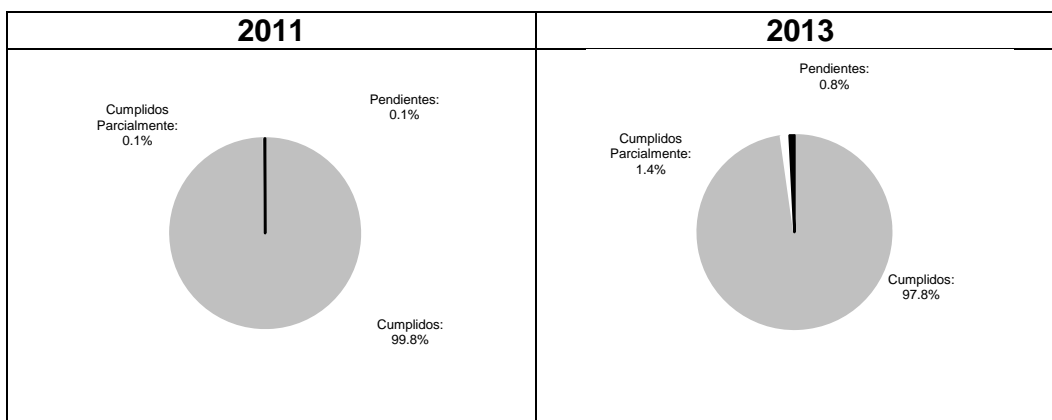 2011
2013
Cumplidos
Parcialmente:
0.1%
Pendientes:
0.1%
Cumplidos:
99.8%
Pendientes:
0.8%
Cumplidos
Parcialmente:
1.4%
Cumplidos:
97.8%